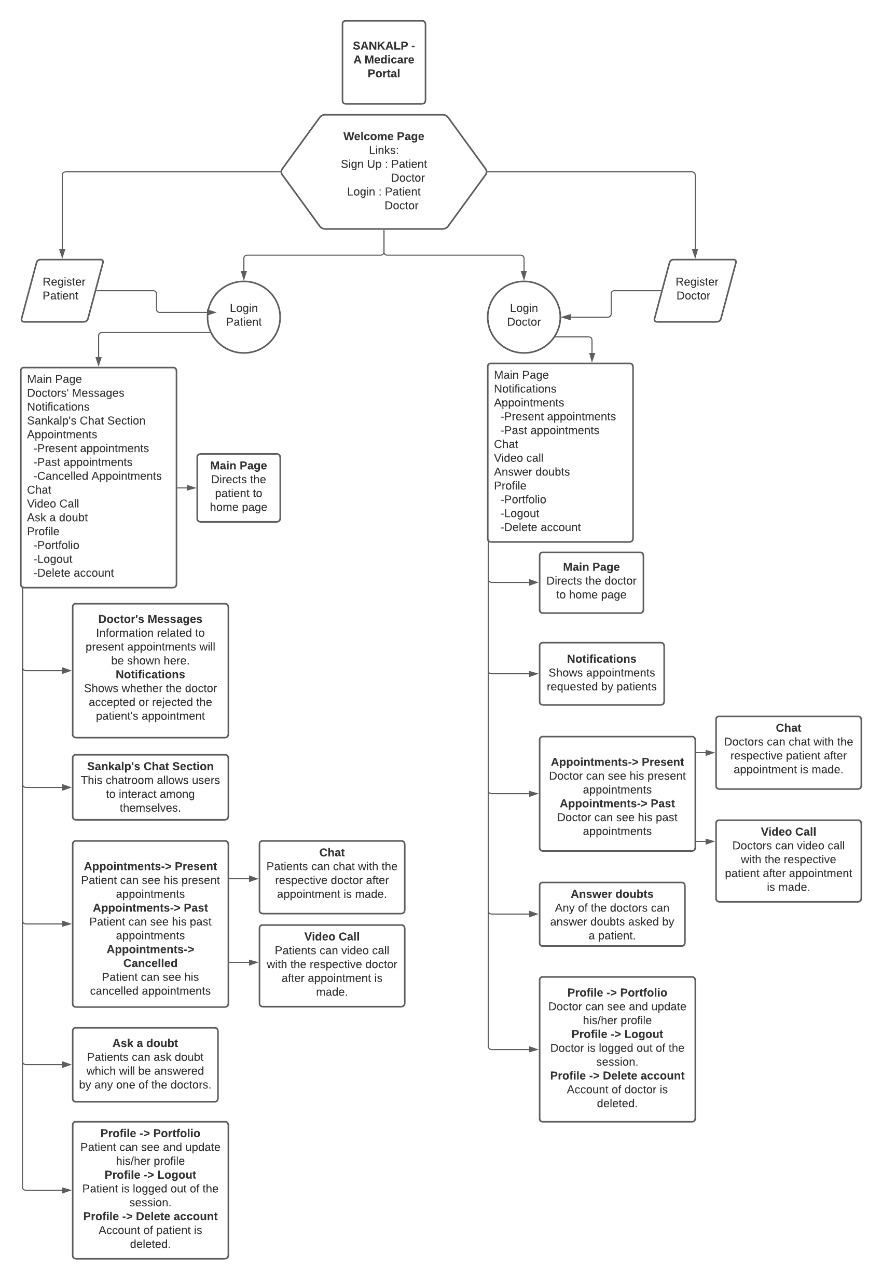 SANKALP -
A Medicare
Portal
Welcome Page
Links:
Sign Up : Patient
Doctor
Login : Patient
Doctor
Register
Patient
Login
Patient
Login
Doctor
Register
Doctor
Main Page
Doctors' Messages
Notifications
Sankalp's Chat Section
Appointments
-Present appointments
-Past appointments
-Cancelled Appointments
Chat
Video Call
Ask a doubt
Profile
-Portfolio
-Logout
-Delete account
Main Page
Directs the
patient to
home page
Doctor's Messages
Information related to
present appointments will
be shown here.
Notifications
Shows whether the doctor
accepted or rejected the
patient's appointment
Sankalp's Chat Section
This chatroom allows users
to interact among
themselves.
Appointments-> Present
Patient can see his present
appointments
Appointments-> Past
Patient can see his past
appointments
Appointments->
Cancelled
Patient can see his
cancelled appointments
Chat
Patients can chat with the
respective doctor after
appointment is made.
Video Call
Patients can video call
with the respective doctor
after appointment is
made.
Ask a doubt
Patients can ask doubt
which will be answered
by any one of the doctors.
Profile -> Portfolio
Patient can see and update
his/her profile
Profile -> Logout
Patient is logged out of the
session.
Profile -> Delete account
Account of patient is
deleted.
Main Page
Notifications
Appointments
-Present appointments
-Past appointments
Chat
Video call
Answer doubts
Profile
-Portfolio
-Logout
-Delete account
Main Page
Directs the doctor
to home page
Notifications
Shows appointments
requested by patients
Appointments-> Present
Doctor can see his present
appointments
Appointments-> Past
Doctor can see his past
appointments
Chat
Doctors can chat with the
respective patient after
appointment is made.
Video Call
Doctors can video call
with the respective
patient after appointment
is made.
Answer doubts
Any of the doctors can
answer doubts asked by
a patient.
Profile -> Portfolio
Doctor can see and update
his/her profile
Profile -> Logout
Doctor is logged out of the
session.
Profile -> Delete account
Account of doctor is
deleted.